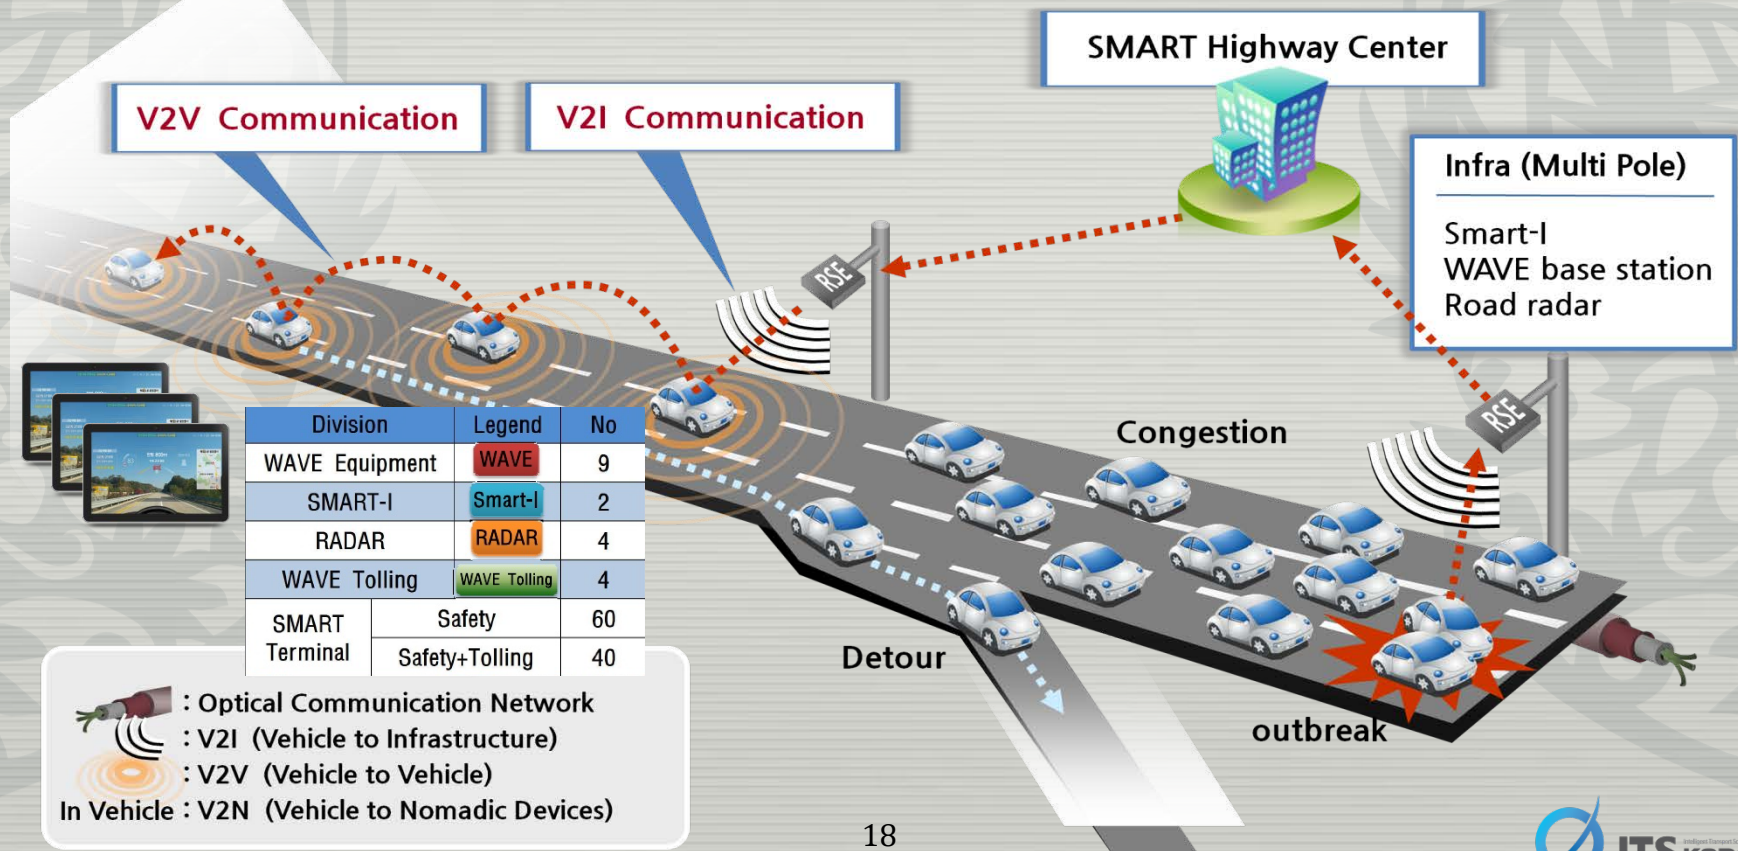 SMART Highway Center
V2V Communication
V2I Communication
Infra (Multi Pole)
Smart-I
WAVE base station
Road radar
RSE
RSE
Congestion
Division Legend No
WAVE Equipment WAVE 9
SMART-I Smart-I 2
RADAR RADAR 4
WAVE Tolling WAVE Tolling 4
SMART Terminal Safety 60
Safety+Tolling 40
Detour
outbreak
: Optical Communication Network
: V2I (Vehicle to Infrastructure)
: V2V (Vehicle to Vehicle)
In Vehicle : V2N (Vehicle to Nomadic Devices)
18
ITS